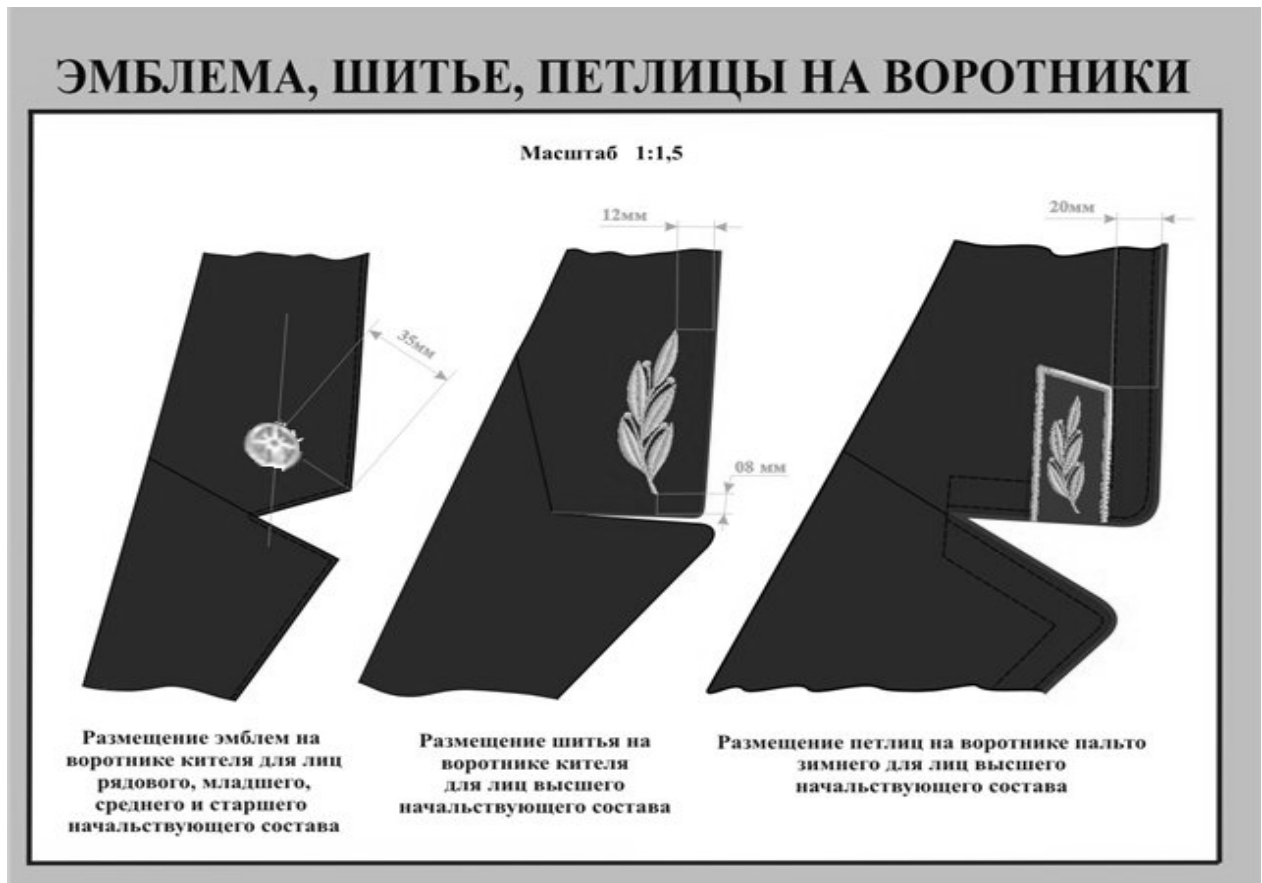 ЭМБЛЕМА, ШИТЬЕ, ПЕТЛИЦЫ НА ВОРОТНИКИ
Масштаб 1:1,5
35мм
12мм
08 мм
20мм
Размещение эмблем на
воротнике кителя для лиц
рядового, младшего,
среднего и старшего
начальствующего состава
Размещение шитья на
воротнике кителя
для лиц высшего
начальствующего состава
Размещение петлиц на воротнике пальто
зимнего для лиц высшего
начальствующего состава